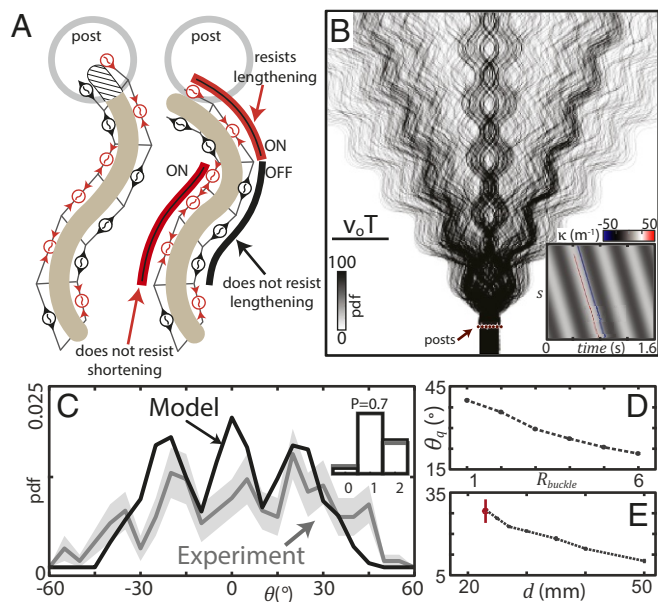 A
post
post
resists
lengthening
ON
OFF
ON
does not resist
lengthening
does not resist
shortening
B
v₀T
100
pdf
0
posts
κ (m⁻¹)
-50 50
s
0 time (s) 1.6
C
0.025
pdf
0
Model
Experiment
P=0.7
0 1 2
-60 -30 0 30 60
θ(°)
D
45
θq (°)
15
1 Rbuckle 6
E
35
5
20 d (mm) 50